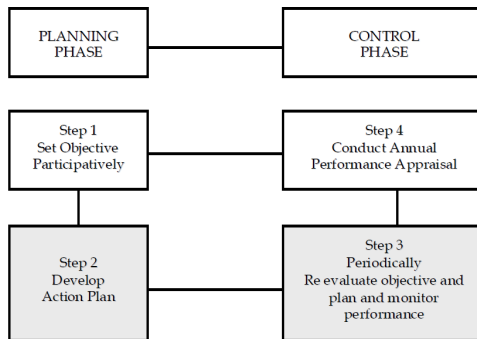 PLANNING
PHASE
CONTROL
PHASE
Step 1
Set Objective
Participatively
Step 4
Conduct Annual
Performance Appraisal
Step 2
Develop
Action Plan
Step 3
Periodically
Re evaluate objective and
plan and monitor
performance